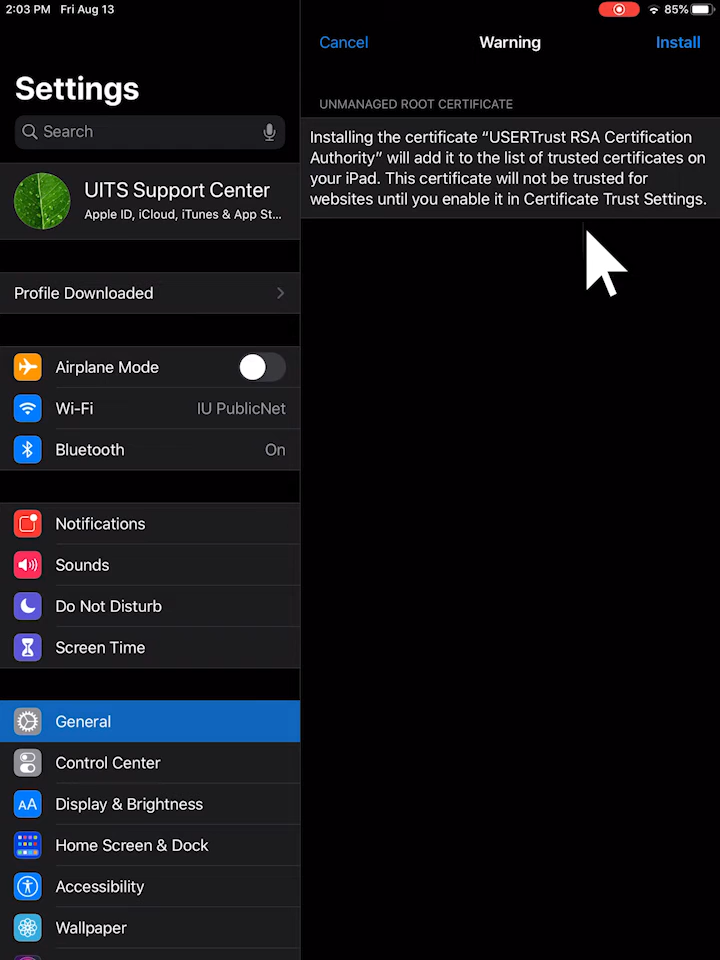 2:03 PM Fri Aug 13
85%
Settings
Search
UITS Support Center
Apple ID, iCloud, iTunes & App St...
Profile Downloaded
Airplane Mode
Wi-Fi IU PublicNet
Bluetooth On
Notifications
Sounds
Do Not Disturb
Screen Time
General
Control Center
AA Display & Brightness
Home Screen & Dock
Accessibility
Wallpaper
Cancel Warning Install
UNMANAGED ROOT CERTIFICATE
Installing the certificate “USERTrust RSA Certification
Authority” will add it to the list of trusted certificates on
your iPad. This certificate will not be trusted for
websites until you enable it in Certificate Trust Settings.